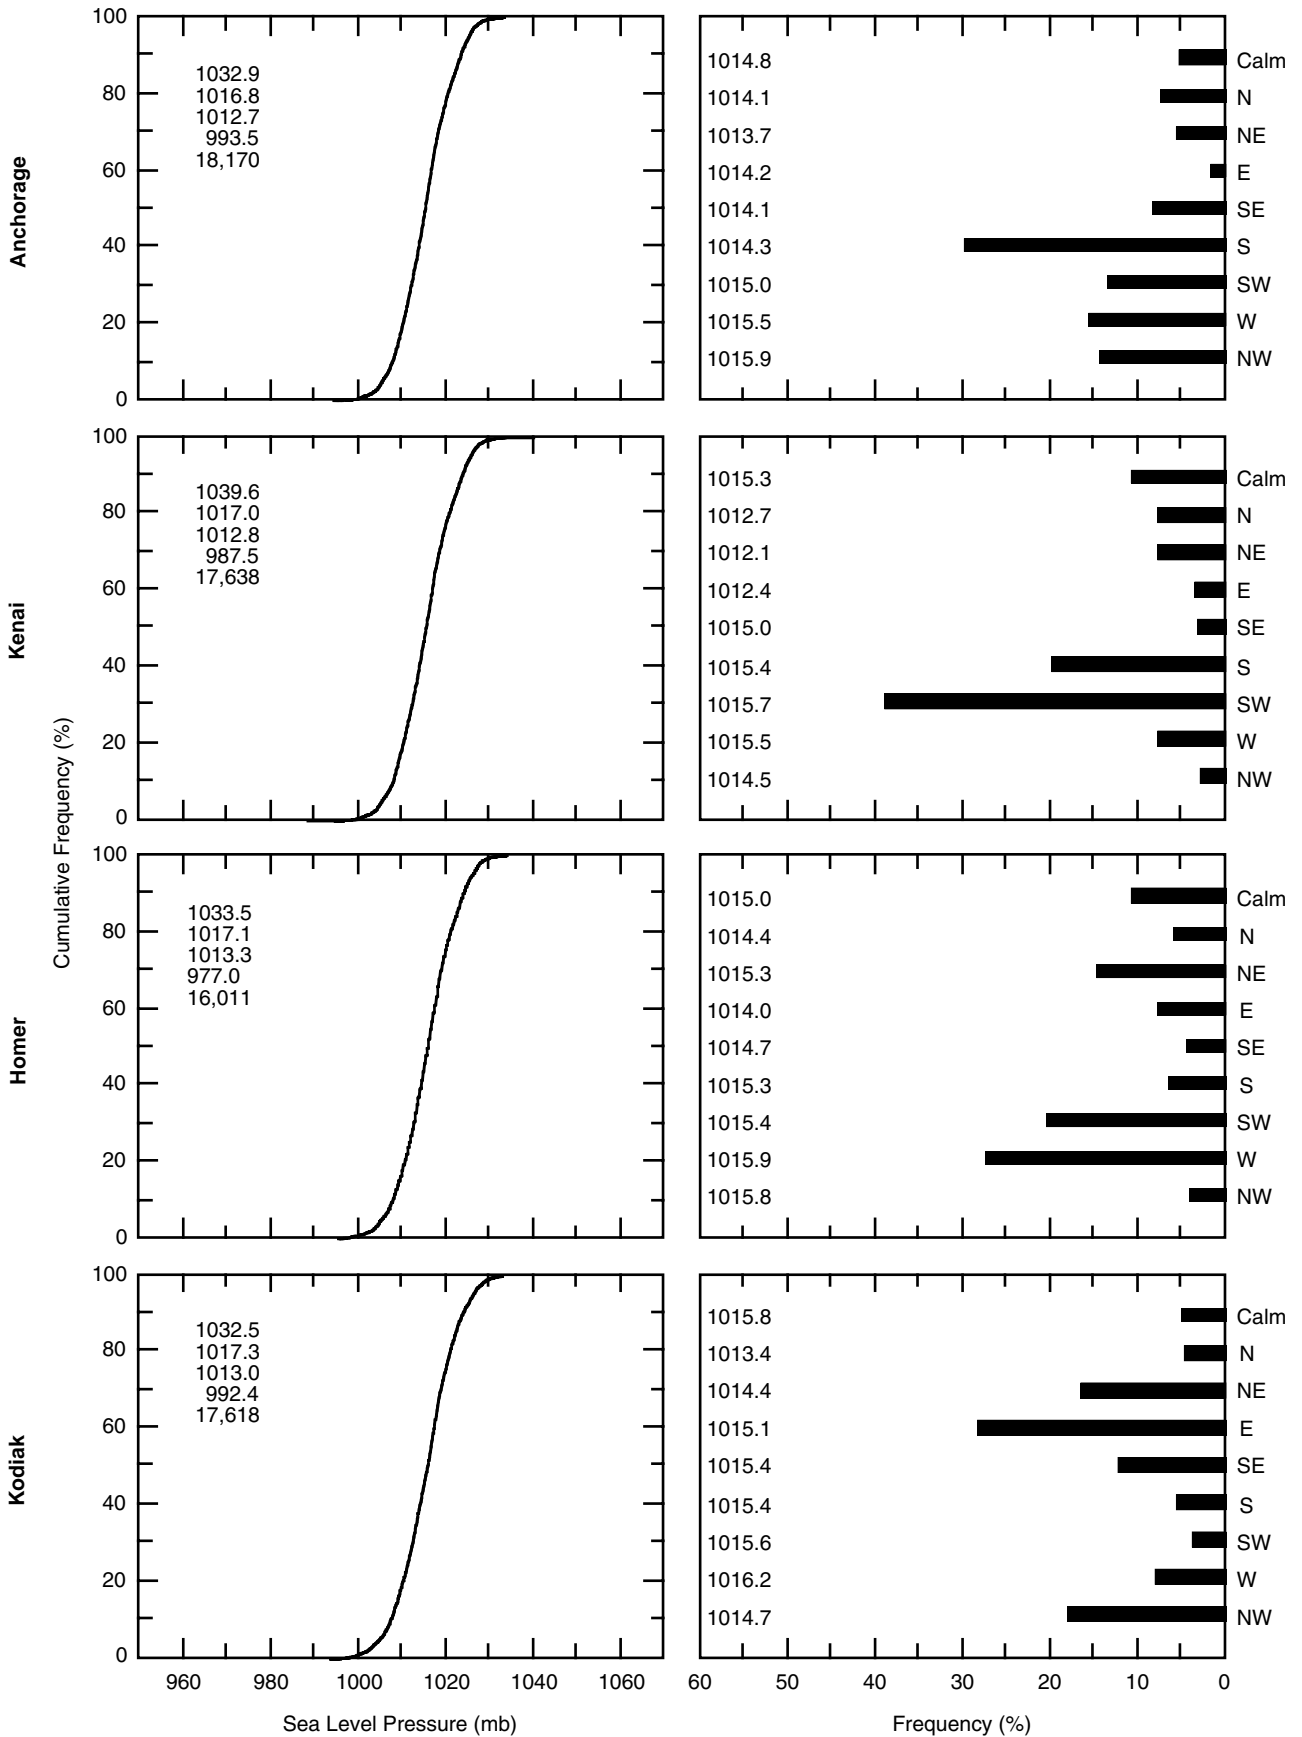 Anchorage
100
80
60
40
20
0
1032.9
1016.8
1012.7
993.5
18,170
1014.8 Calm
1014.1 N
1013.7 NE
1014.2 E
1014.1 SE
1014.3 S
1015.0 SW
1015.5 W
1015.9 NW
Kenai
100
80
60
40
20
0
1039.6
1017.0
1012.8
987.5
17,638
1015.3 Calm
1012.7 N
1012.1 NE
1012.4 E
1015.0 SE
1015.4 S
1015.7 SW
1015.5 W
1014.5 NW
Cumulative Frequency (%)
Homer
100
80
60
40
20
0
1033.5
1017.1
1013.3
977.0
16,011
1015.0 Calm
1014.4 N
1015.3 NE
1014.0 E
1014.7 SE
1015.3 S
1015.4 SW
1015.9 W
1015.8 NW
Kodiak
100
80
60
40
20
0
1032.5
1017.3
1013.0
992.4
17,618
1015.8 Calm
1013.4 N
1014.4 NE
1015.1 E
1015.4 SE
1015.4 S
1015.6 SW
1016.2 W
1014.7 NW
960 980 1000 1020 1040 1060
Sea Level Pressure (mb)
60 50 40 30 20 10 0
Frequency (%)